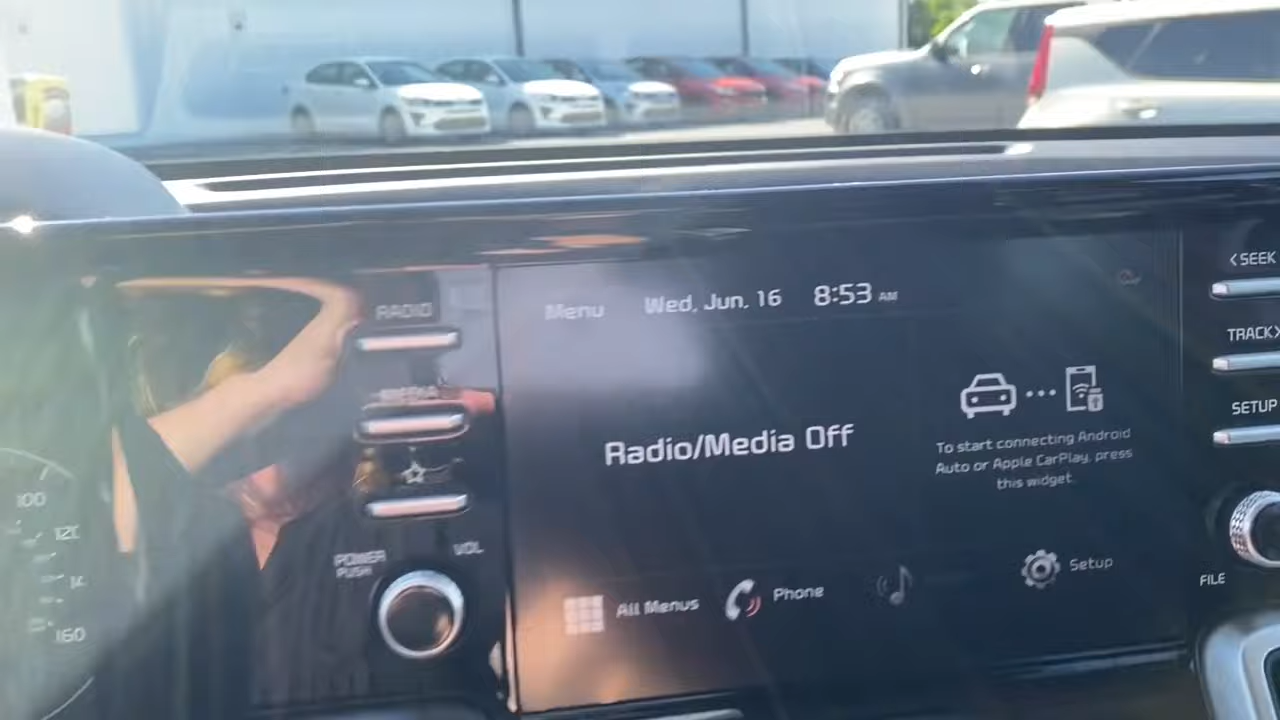 RADIO
MEDIA
POWER
PUSH
VOL
100
120
160
Menu
Wed, Jun. 16
8:53 AM
Radio/Media Off
To start connecting Android
Auto or Apple CarPlay, press
this widget.
All Menus
Phone
Setup
<SEEK
TRACK>
SETUP
FILE